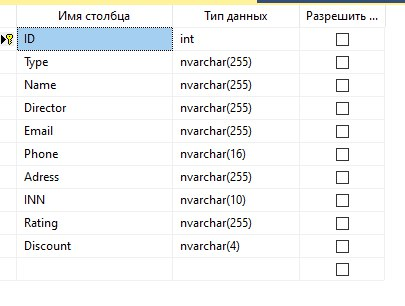 Имя столбца Тип данных Разрешить ...
ID int
Type nvarchar(255)
Name nvarchar(255)
Director nvarchar(255)
Email nvarchar(255)
Phone nvarchar(16)
Adress nvarchar(255)
INN nvarchar(10)
Rating nvarchar(255)
Discount nvarchar(4)